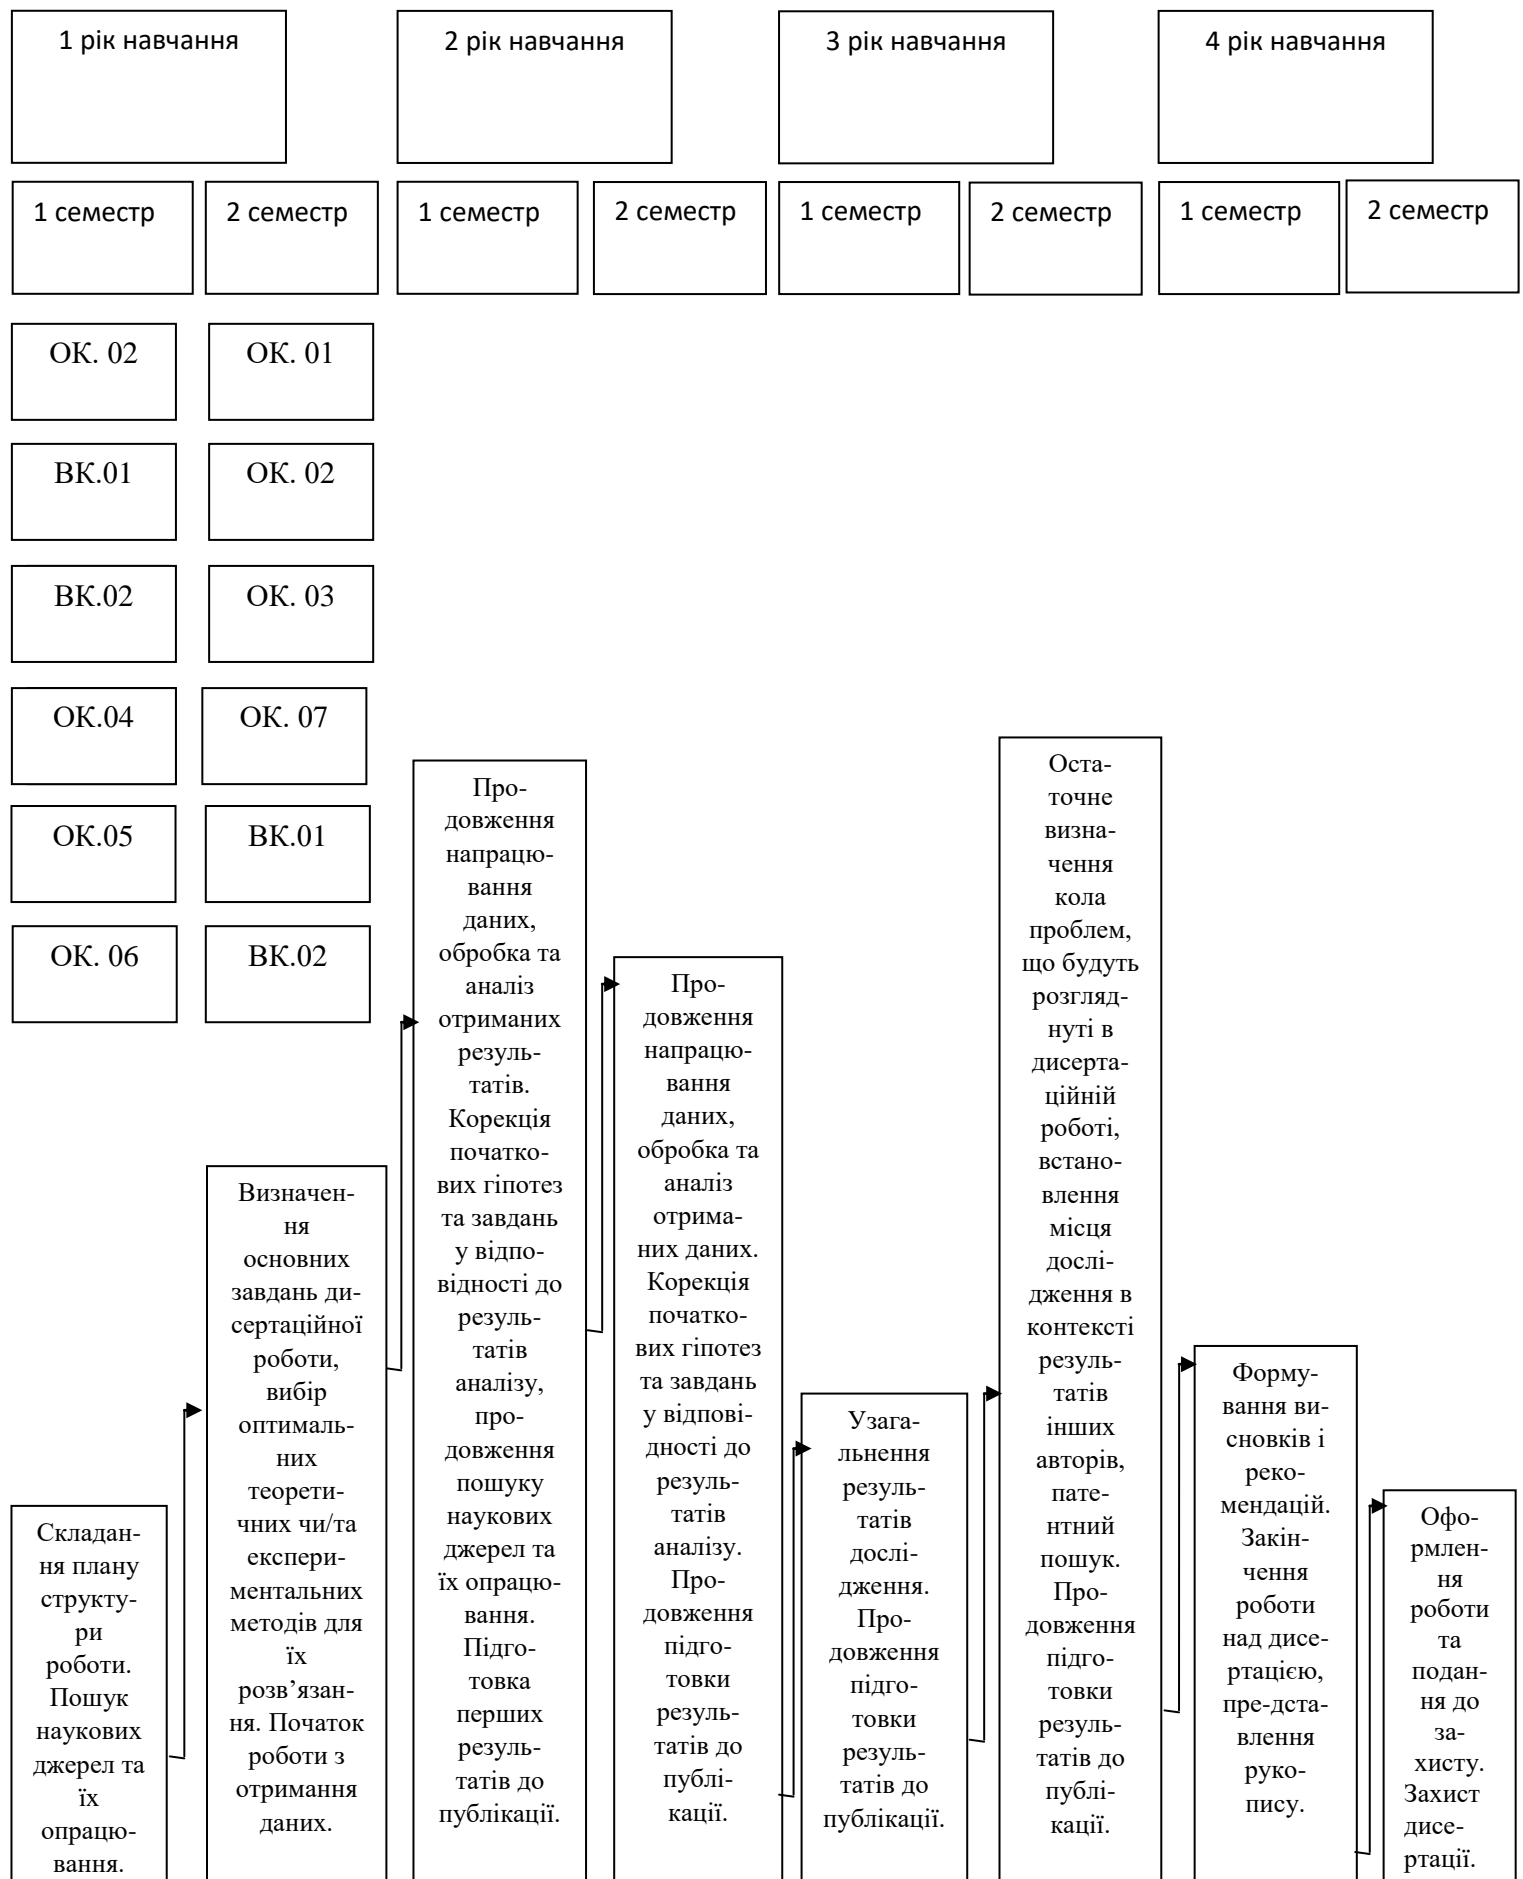 1 рік навчання
2 рік навчання
3 рік навчання
4 рік навчання
1 семестр
2 семестр
1 семестр
2 семестр
1 семестр
2 семестр
1 семестр
2 семестр
ОК. 02
ОК. 01
ВК.01
ОК. 02
ВК.02
ОК. 03
ОК.04
ОК. 07
ОК.05
ВК.01
ОК. 06
ВК.02
Складан-
ня плану
структу-
ри
роботи.
Пошук
наукових
джерел та
їх
опрацю-
вання.
Визначен-
ня
основних
завдань ди-
сертаційної
роботи,
вибір
оптималь-
них
теорети-
чних чи/та
експери-
ментальних
методів для
їх
розв’язан-
ня. Початок
роботи з
отримання
даних.
Про-
довження
напрацю-
вання
даних,
обробка та
аналіз
отриманих
резуль-
татів.
Корекція
початко-
вих гіпотез
та завдань
у відпо-
відності до
резуль-
татів
аналізу,
про-
довження
пошуку
наукових
джерел та
їх опрацю-
вання.
Підго-
товка
перших
резуль-
татів до
публікації.
Про-
довження
напрацю-
вання
даних,
обробка та
аналіз
отрима-
них даних.
Корекція
початко-
вих гіпотез
та завдань
у відпові-
дності до
резуль-
татів
аналізу.
Про-
довження
підго-
товки
резуль-
татів до
публі-
кації.
Узага-
льнення
резуль-
татів
дослі-
дження.
Про-
довження
підго-
товки
резуль-
татів до
публікації.
Оста-
точне
визна-
чення
кола
проблем,
що будуть
розгляд-
нуті в
дисерта-
ційній
роботі,
встано-
влення
місця
дослі-
дження в
контексті
резуль-
татів
інших
авторів,
пате-
нтний
пошук.
Про-
довження
підго-
товки
резуль-
татів до
публі-
кації.
Форму-
вання ви-
сновків і
реко-
мендацій.
Закін-
чення
роботи
над дисе-
ртацією,
пре-дста-
влення
руко-
пису.
Офо-
рмлен-
ня
роботи
та
подан-
ня до
за-
хисту.
Захист
дисе-
ртації.